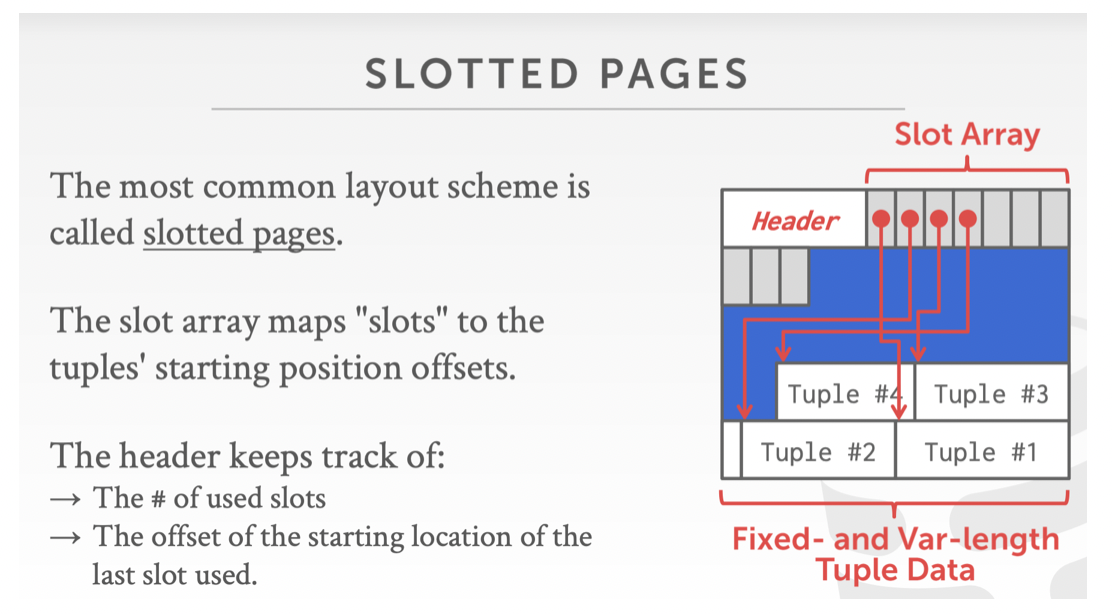 SLOTTED PAGES
The most common layout scheme is
called slotted pages.
The slot array maps "slots" to the
tuples' starting position offsets.
The header keeps track of:
→ The # of used slots
→ The offset of the starting location of the
last slot used.
Slot Array
Header
Tuple #4 Tuple #3
Tuple #2 Tuple #1
Fixed- and Var-length
Tuple Data